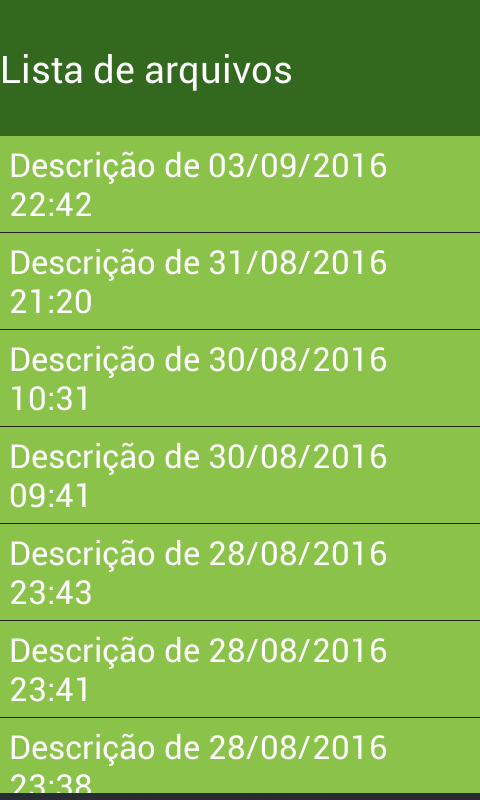 Lista de arquivos
Descrição de 03/09/2016
22:42
Descrição de 31/08/2016
21:20
Descrição de 30/08/2016
10:31
Descrição de 30/08/2016
09:41
Descrição de 28/08/2016
23:43
Descrição de 28/08/2016
23:41
Descrição de 28/08/2016
23:38